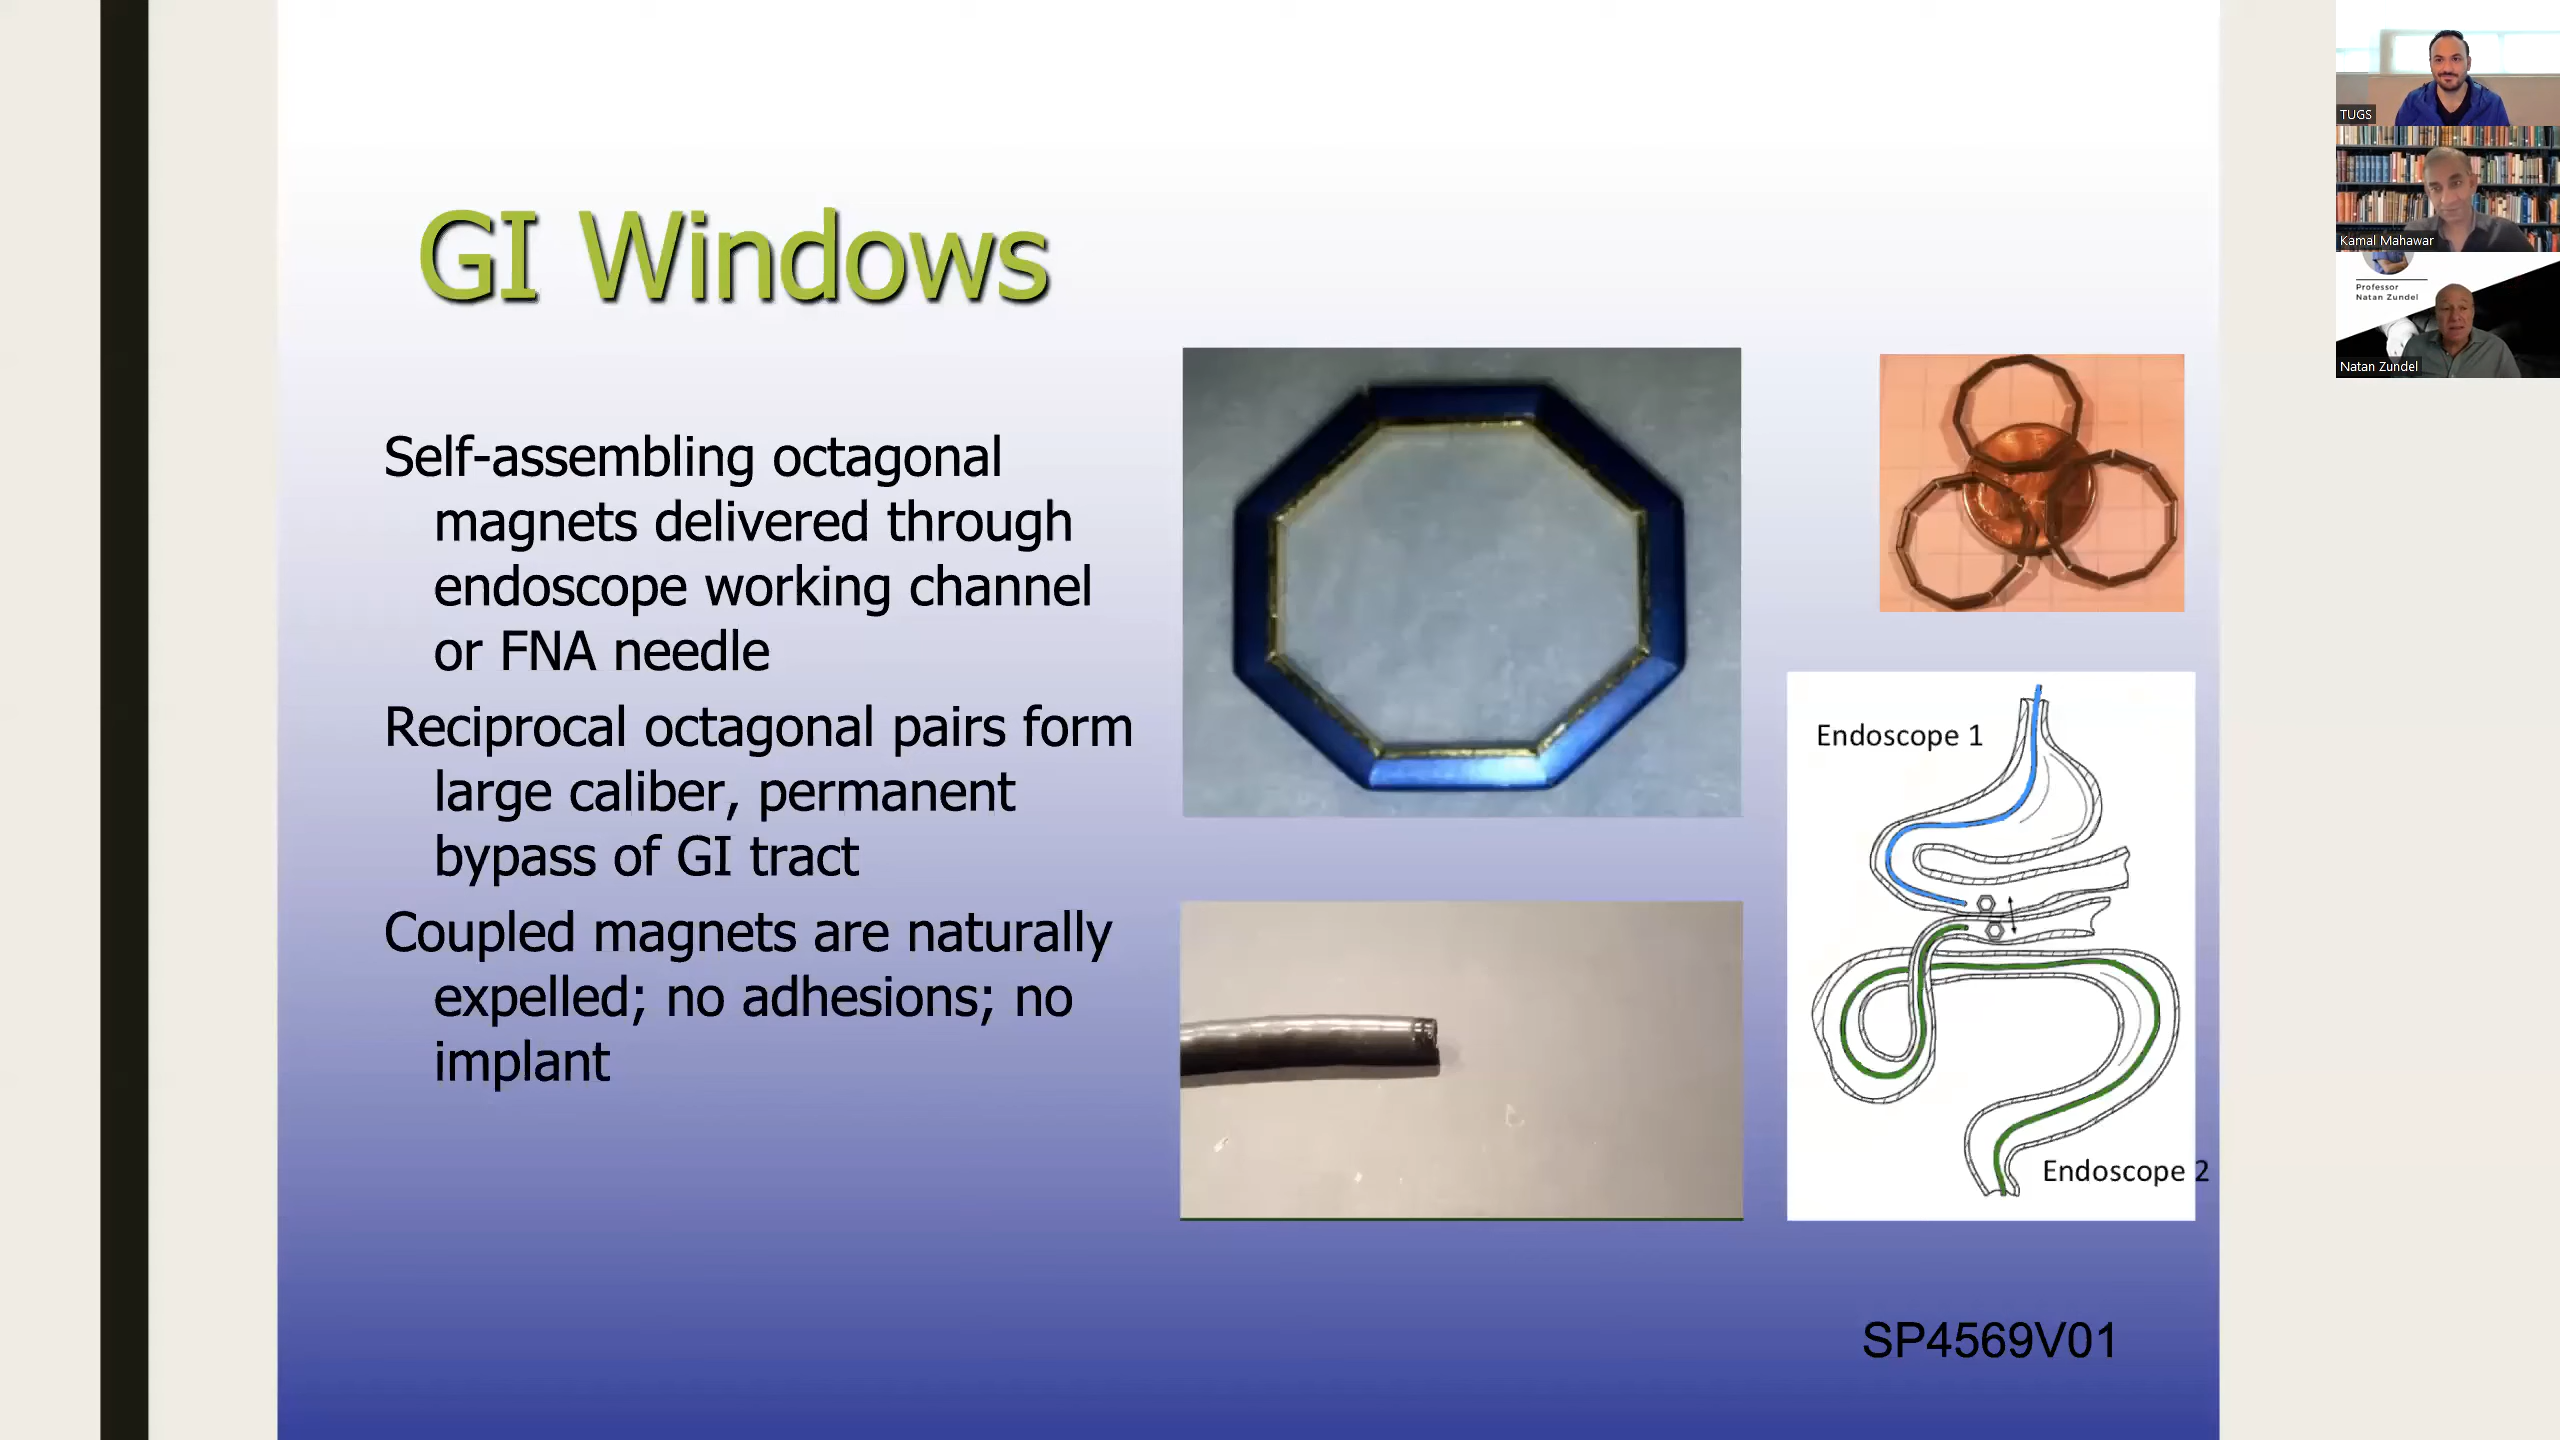 GI Windows
Self-assembling octagonal
magnets delivered through
endoscope working channel
or FNA needle
Reciprocal octagonal pairs form
large caliber, permanent
bypass of GI tract
Coupled magnets are naturally
expelled; no adhesions; no
implant
Endoscope 1
Endoscope 2
SP4569V01
TUGS
Kamal Mahawar
Professor
Natan Zundel
Natan Zundel